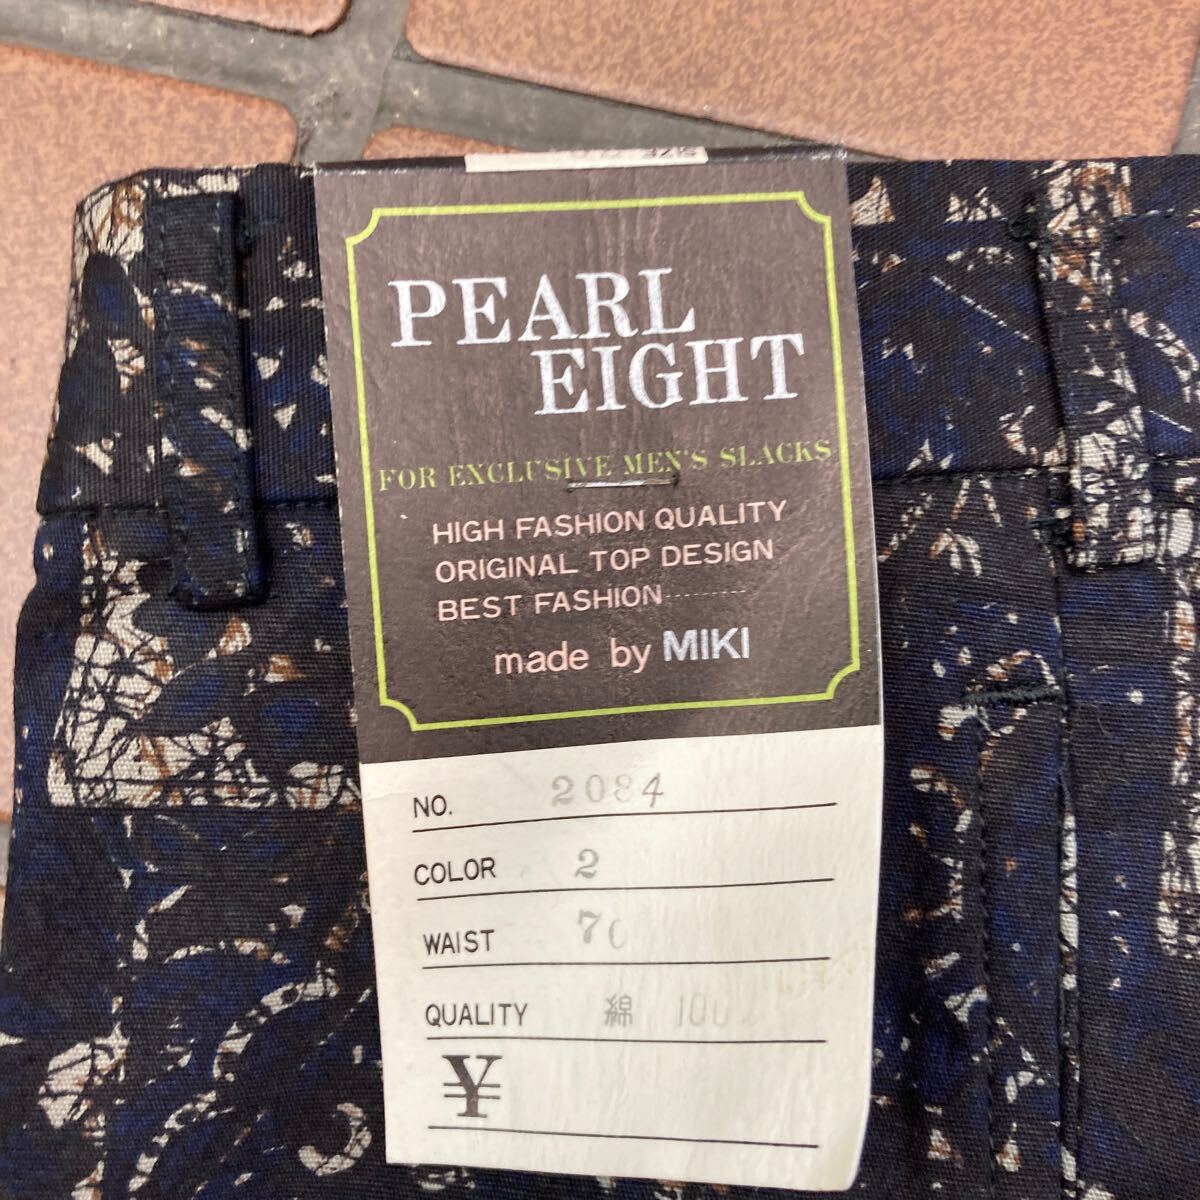 PEARL
EIGHT
FOR EXCLUSIVE MEN'S SLACKS
HIGH FASHION QUALITY
ORIGINAL TOP DESIGN
BEST FASHION
made by MIKI
NO. 2084
COLOR 2
WAIST 70
QUALITY 綿 100
¥